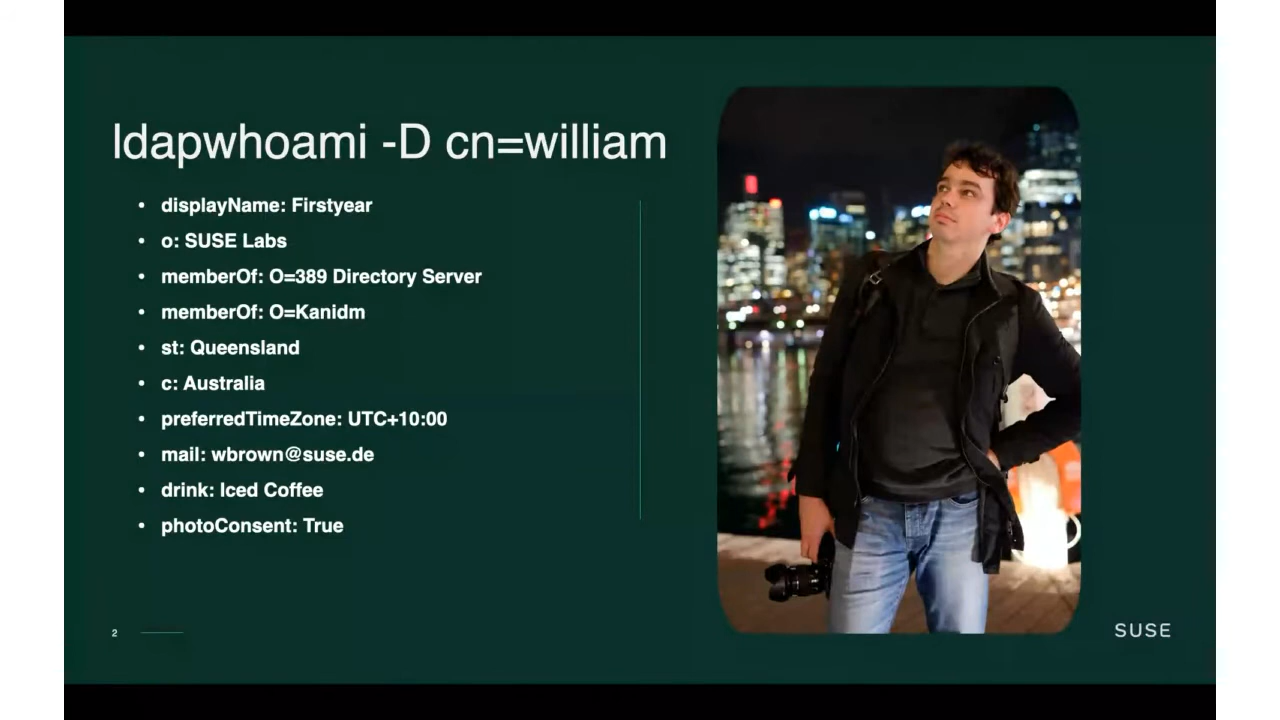 ldapwhoami -D cn=william
• displayName: Firstyear
• o: SUSE Labs
• memberOf: O=389 Directory Server
• memberOf: O=Kanidm
• st: Queensland
• c: Australia
• preferredTimeZone: UTC+10:00
• mail: wbrown@suse.de
• drink: Iced Coffee
• photoConsent: True
2
SUSE